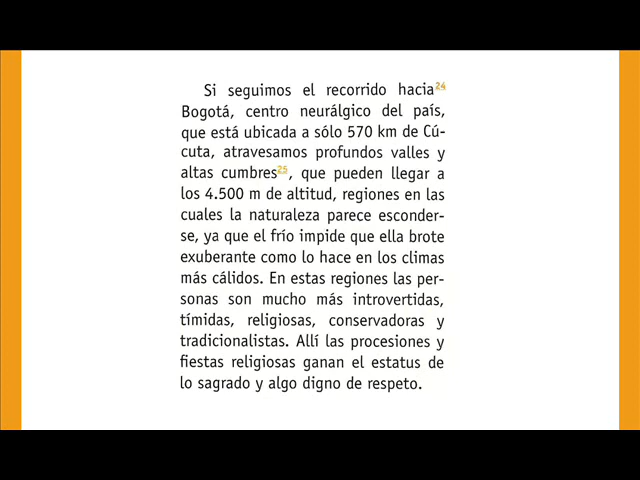 Si seguimos el recorrido hacia24
Bogotá, centro neurálgico del país,
que está ubicada a sólo 570 km de Cú-
cuta, atravesamos profundos valles y
altas cumbres25, que pueden llegar a
los 4.500 m de altitud, regiones en las
cuales la naturaleza parece esconder-
se, ya que el frío impide que ella brote
exuberante como lo hace en los climas
más cálidos. En estas regiones las per-
sonas son mucho más introvertidas,
tímidas, religiosas, conservadoras y
tradicionalistas. Allí las procesiones y
fiestas religiosas ganan el estatus de
lo sagrado y algo digno de respeto.